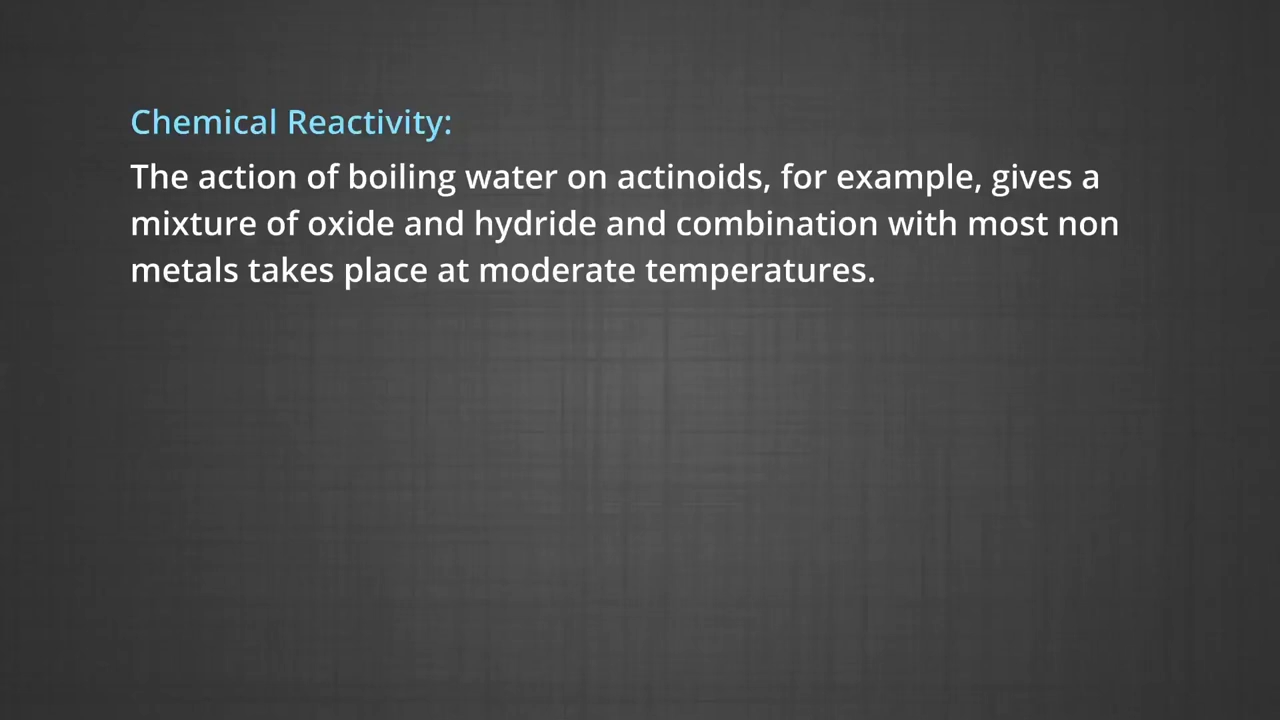 Chemical Reactivity:
The action of boiling water on actinoids, for example, gives a
mixture of oxide and hydride and combination with most non
metals takes place at moderate temperatures.